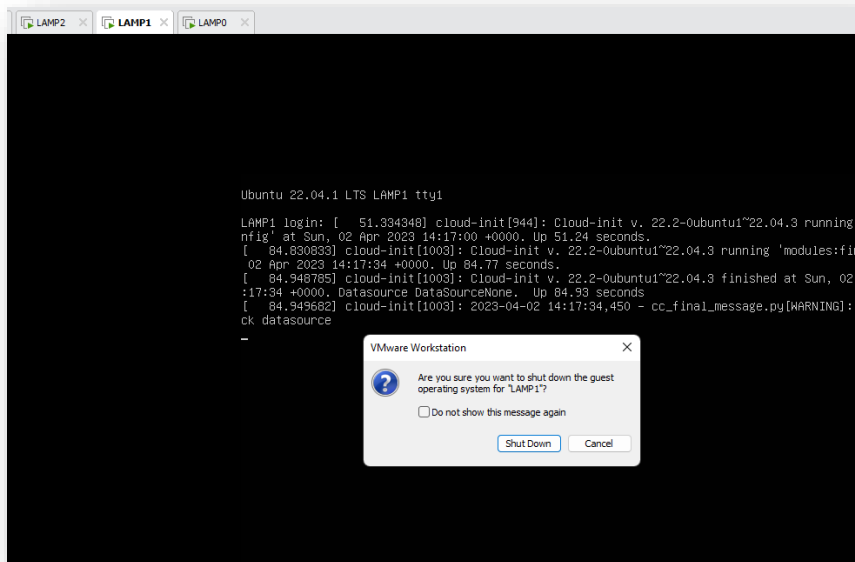 LAMP2 LAMP1 LAMP0
Ubuntu 22.04.1 LTS LAMP1 tty1
LAMP1 login: [   51.334348] cloud-init[944]: Cloud-init v. 22.2-0ubuntu1~22.04.3 running
nfig' at Sun, 02 Apr 2023 14:17:00 +0000. Up 51.24 seconds.
[   84.830833] cloud-init[1003]: Cloud-init v. 22.2-0ubuntu1~22.04.3 running 'modules:fi
 02 Apr 2023 14:17:34 +0000. Up 84.77 seconds.
[   84.948785] cloud-init[1003]: Cloud-init v. 22.2-0ubuntu1~22.04.3 finished at Sun, 02
:17:34 +0000. Datasource DataSourceNone.  Up 84.93 seconds
[   84.949682] cloud-init[1003]: 2023-04-02 14:17:34,450 - cc_final_message.py[WARNING]:
ck datasource
VMware Workstation
Are you sure you want to shut down the guest
operating system for "LAMP1"?
Do not show this message again
Shut Down Cancel